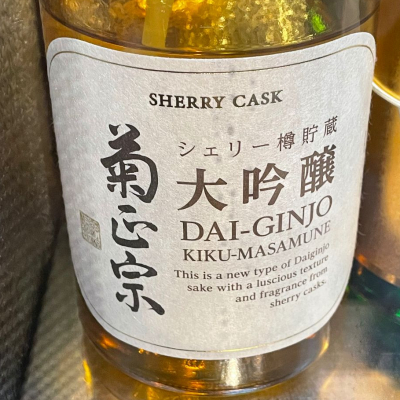 SHERRY CASK
シェリー樽貯蔵
大吟醸
菊正宗
DAI-GINJO
KIKU-MASAMUNE
This is a new type of Daiginjo
sake with a luscious texture
and fragrance from
sherry casks.